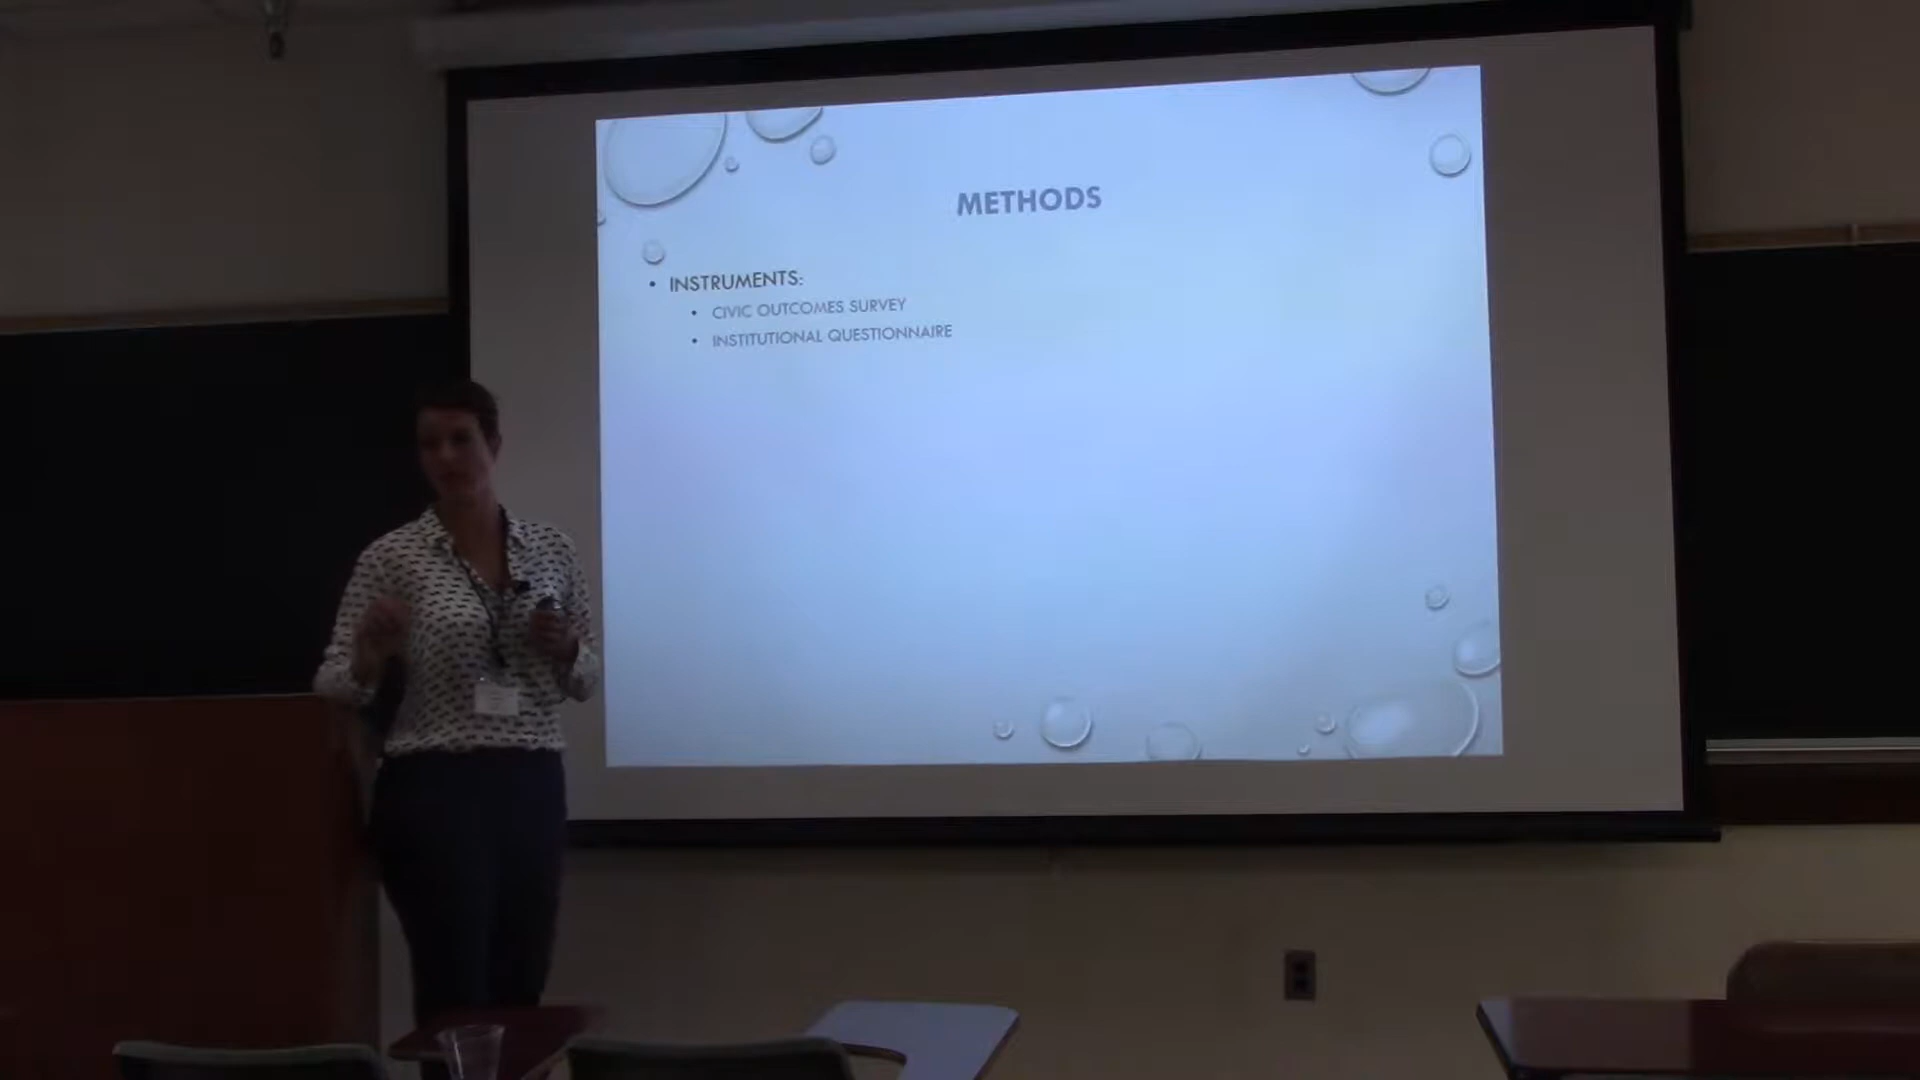 METHODS
• INSTRUMENTS:
• CIVIC OUTCOMES SURVEY
• INSTITUTIONAL QUESTIONNAIRE